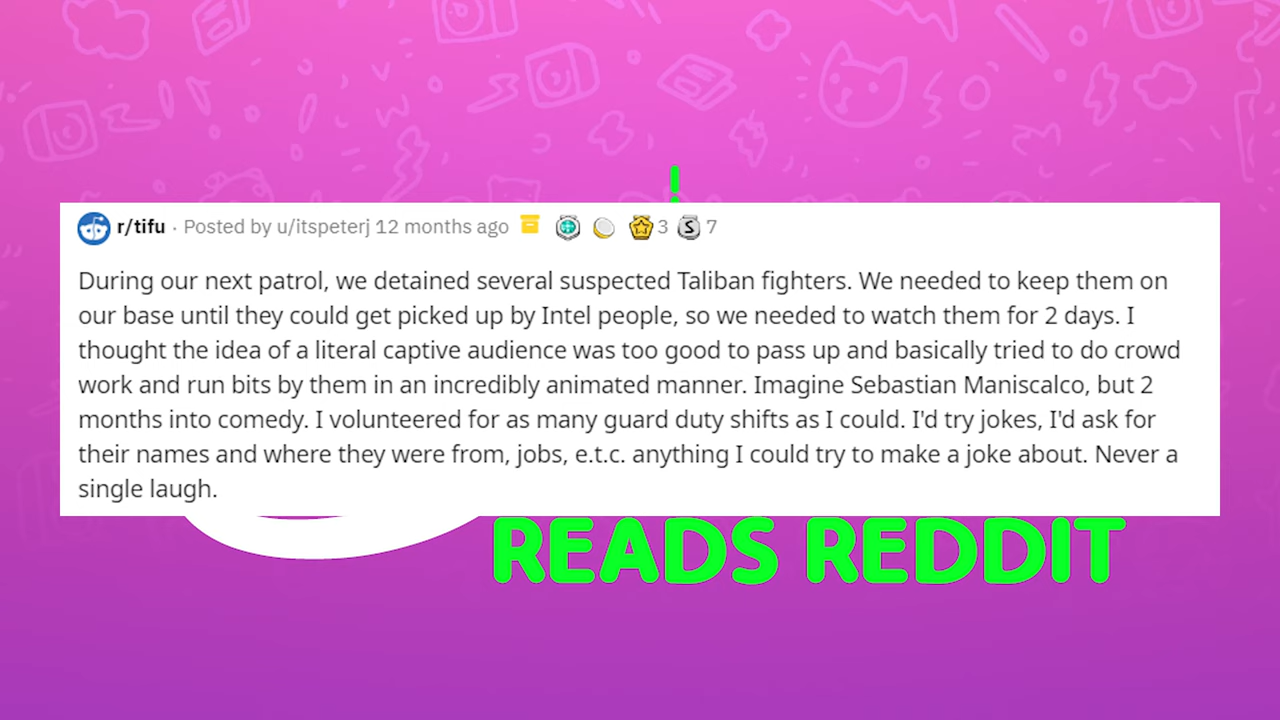 r/tifu · Posted by u/itspeterj 12 months ago 3 S 7
During our next patrol, we detained several suspected Taliban fighters. We needed to keep them on
our base until they could get picked up by Intel people, so we needed to watch them for 2 days. I
thought the idea of a literal captive audience was too good to pass up and basically tried to do crowd
work and run bits by them in an incredibly animated manner. Imagine Sebastian Maniscalco, but 2
months into comedy. I volunteered for as many guard duty shifts as I could. I'd try jokes, I'd ask for
their names and where they were from, jobs, e.t.c. anything I could try to make a joke about. Never a
single laugh.
READS REDDIT